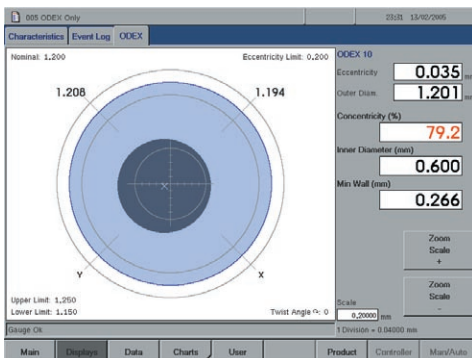 005 ODEX Only
23:31 13/02/2005
Characteristics Event Log ODEX
Nominal: 1.200
Eccentricity Limit: 0.200
1.208
1.194
Y
X
Upper Limit: 1.250
Lower Limit: 1.150
Twist Angle
: 0
ODEX 10
Eccentricity 0.035 mm
Outer Diam. 1.201 mm
Concentricity (%)
79.2
Inner Diameter (mm)
0.600
Min Wall (mm)
0.266
Zoom
Scale
+
Zoom
Scale
-
Scale
0,20000 mm
1 Division = 0.04000 mm
Gauge Ok
Main Displays Data Charts User Product Controller Man/Auto